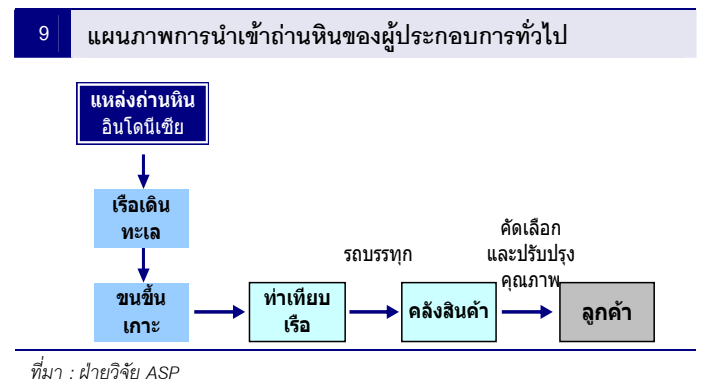 9 แผนภาพการนำเข้าถ่านหินของผู้ประกอบการทั่วไป
แหล่งถ่านหิน
อินโดนีเซีย
เรือเดิน
ทะเล
ขนขึ้น
เกาะ
ท่าเทียบ
เรือ
รถบรรทุก
คลังสินค้า
คัดเลือก
และปรับปรุง
คุณภาพ
ลูกค้า
ที่มา : ฝ่ายวิจัย ASP